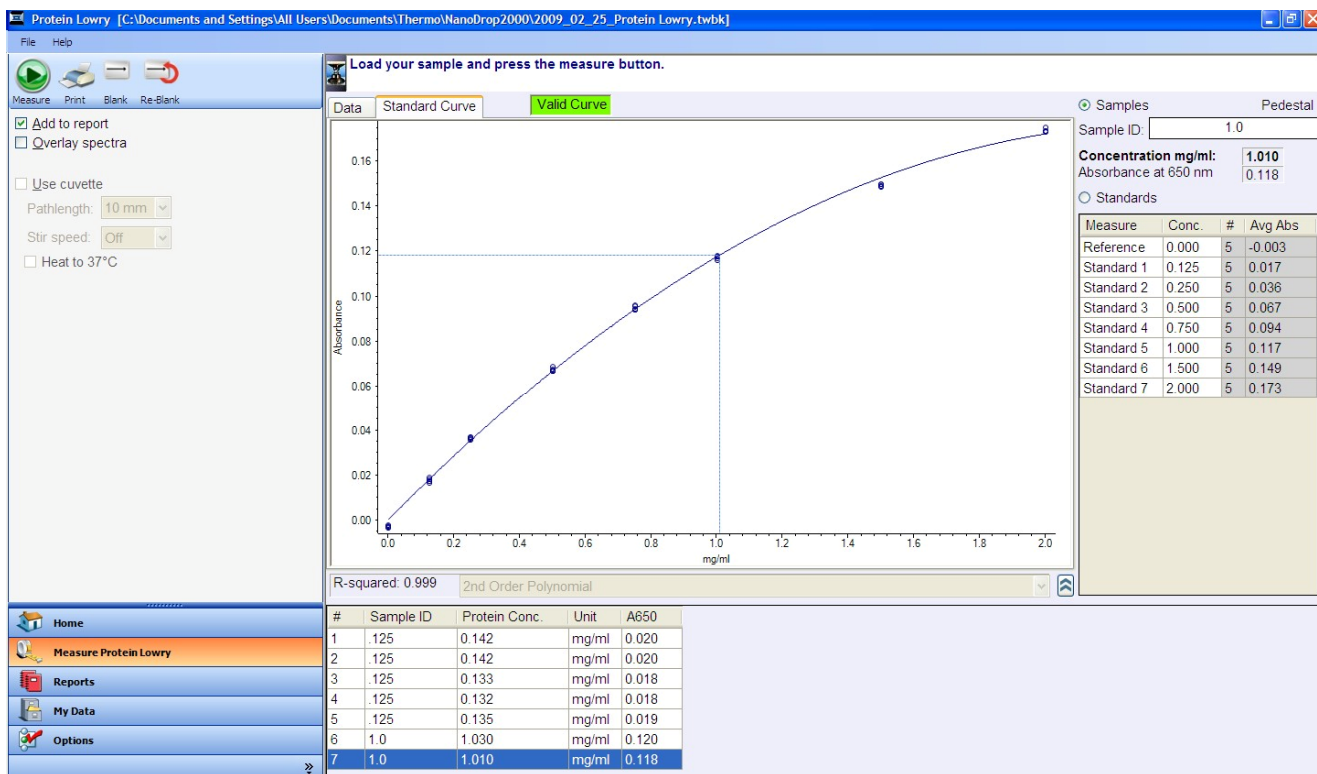 Protein Lowry [C:\Documents and Settings\All Users\Documents\Thermo\NanoDrop2000\2009_02_25_Protein Lowry.twbk]
File Help
Measure Print Blank Re-Blank
Add to report
Overlay spectra
Use cuvette
Pathlength: 10 mm
Stir speed: Off
Heat to 37°C
Home
Measure Protein Lowry
Reports
My Data
Options
»
Load your sample and press the measure button.
Data Standard Curve Valid Curve
Absorbance
0.16
0.14
0.12
0.10
0.08
0.06
0.04
0.02
0.00
0.0 0.2 0.4 0.6 0.8 1.0 1.2 1.4 1.6 1.8 2.0
mg/ml
R-squared: 0.999 2nd Order Polynomial
Samples Pedestal
Sample ID: 1.0
Concentration mg/ml: 1.010
Absorbance at 650 nm 0.118
Standards
Measure Conc. # Avg Abs
Reference 0.000 5 -0.003
Standard 1 0.125 5 0.017
Standard 2 0.250 5 0.036
Standard 3 0.500 5 0.067
Standard 4 0.750 5 0.094
Standard 5 1.000 5 0.117
Standard 6 1.500 5 0.149
Standard 7 2.000 5 0.173
# Sample ID Protein Conc. Unit A650
1 .125 0.142 mg/ml 0.020
2 .125 0.142 mg/ml 0.020
3 .125 0.133 mg/ml 0.018
4 .125 0.132 mg/ml 0.018
5 .125 0.135 mg/ml 0.019
6 1.0 1.030 mg/ml 0.120
7 1.0 1.010 mg/ml 0.118